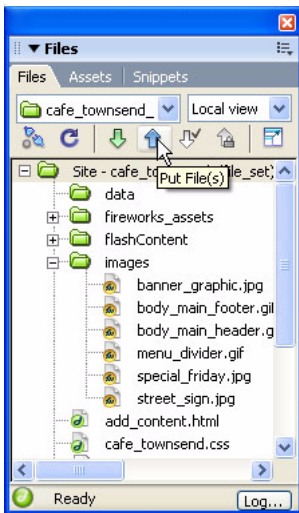 Files
Files Assets Snippets
cafe_townsend_ Local view
Site - cafe_to file_set)
Put File(s)
data
fireworks_assets
flashContent
images
banner_graphic.jpg
body_main_footer.gif
body_main_header.g
menu_divider.gif
special_friday.jpg
street_sign.jpg
add_content.html
cafe_townsend.css
Ready Log...